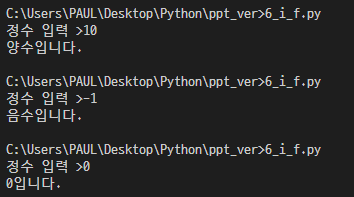 C:\Users\PAUL\Desktop\Python\ppt_ver>6_i_f.py
정수 입력 >10
양수입니다.
C:\Users\PAUL\Desktop\Python\ppt_ver>6_i_f.py
정수 입력 >-1
음수입니다.
C:\Users\PAUL\Desktop\Python\ppt_ver>6_i_f.py
정수 입력 >0
0입니다.